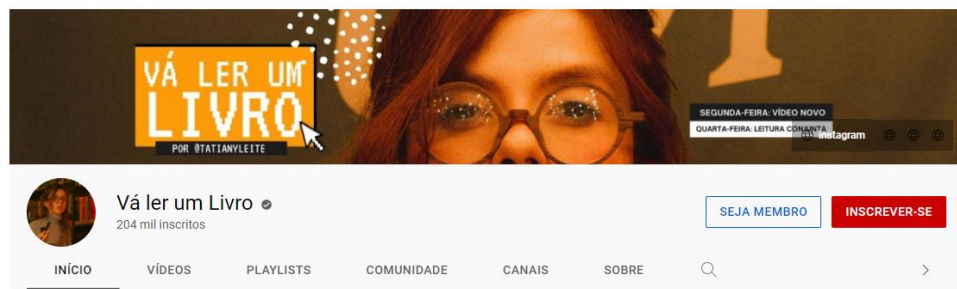 VÁ LER UM
LIVRO
POR @TATIANYLEITE
SEGUNDA-FEIRA: VÍDEO NOVO
QUARTA-FEIRA: LEITURA CONJUNTA
Instagram
Vá ler um Livro
204 mil inscritos
SEJA MEMBRO
INSCREVER-SE
INÍCIO VÍDEOS PLAYLISTS COMUNIDADE CANAIS SOBRE